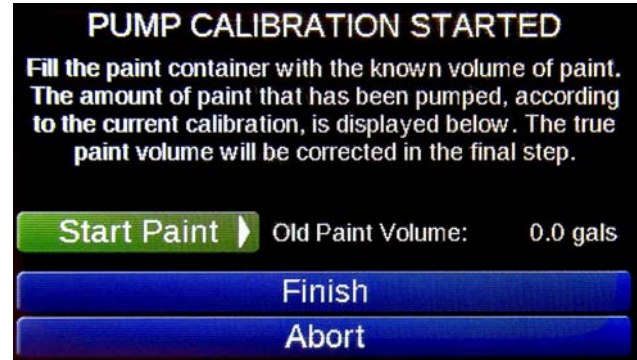 PUMP CALIBRATION STARTED
Fill the paint container with the known volume of paint.
The amount of paint that has been pumped, according
to the current calibration, is displayed below. The true
paint volume will be corrected in the final step.
Start Paint Old Paint Volume: 0.0 gals
Finish
Abort